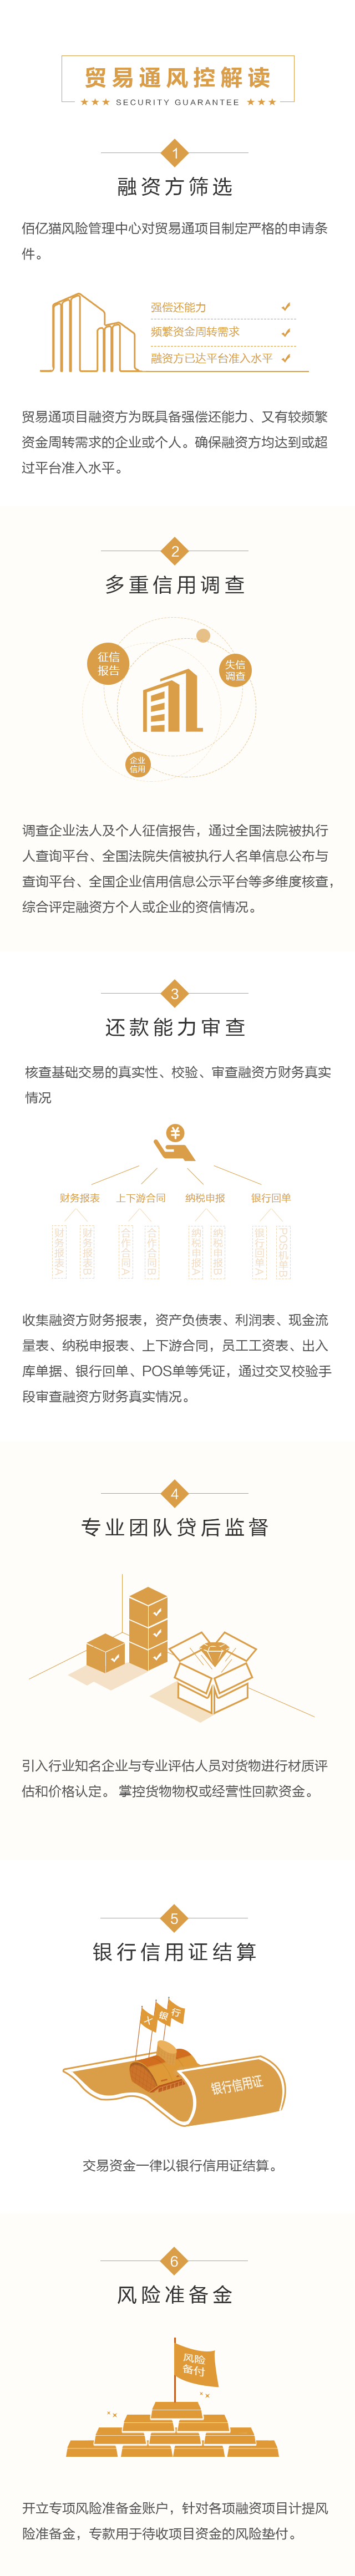 贸易通风控解读
SECURITY GUARANTEE
1
融资方筛选
佰亿猫风险管理中心对贸易通项目制定严格的申请条
件。
强偿还能力
频繁资金周转需求
融资方已达平台准入水平
贸易通项目融资方为既具备强偿还能力、又有较频繁
资金周转需求的企业或个人。确保融资方均达到或超
过平台准入水平。
2
多重信用调查
征信
报告
失信
调查
企业
信用
调查企业法人及个人征信报告，通过全国法院被执行
人查询平台、全国法院失信被执行人名单信息公布与
查询平台、全国企业信用信息公示平台等多维度核查，
综合评定融资方个人或企业的资信情况。
3
还款能力审查
核查基础交易的真实性、校验、审查融资方财务真实
情况
¥
财务报表 上下游合同 纳税申报 银行回单
财务报表A 财务报表B 合作合同A 合作合同B 纳税申报A 纳税申报B 银行回单A POS机单B
收集融资方财务报表，资产负债表、利润表、现金流
量表、纳税申报表、上下游合同，员工工资表、出入
库单据、银行回单、POS单等凭证，通过交叉校验手
段审查融资方财务真实情况。
4
专业团队贷后监督
引入行业知名企业与专业评估人员对货物进行材质评
估和价格认定。 掌控货物物权或经营性回款资金。
5
银行信用证结算
X银行
银行信用证
交易资金一律以银行信用证结算。
6
风险准备金
风险
备付
开立专项风险准备金账户，针对各项融资项目计提风
险准备金，专款用于待收项目资金的风险垫付。